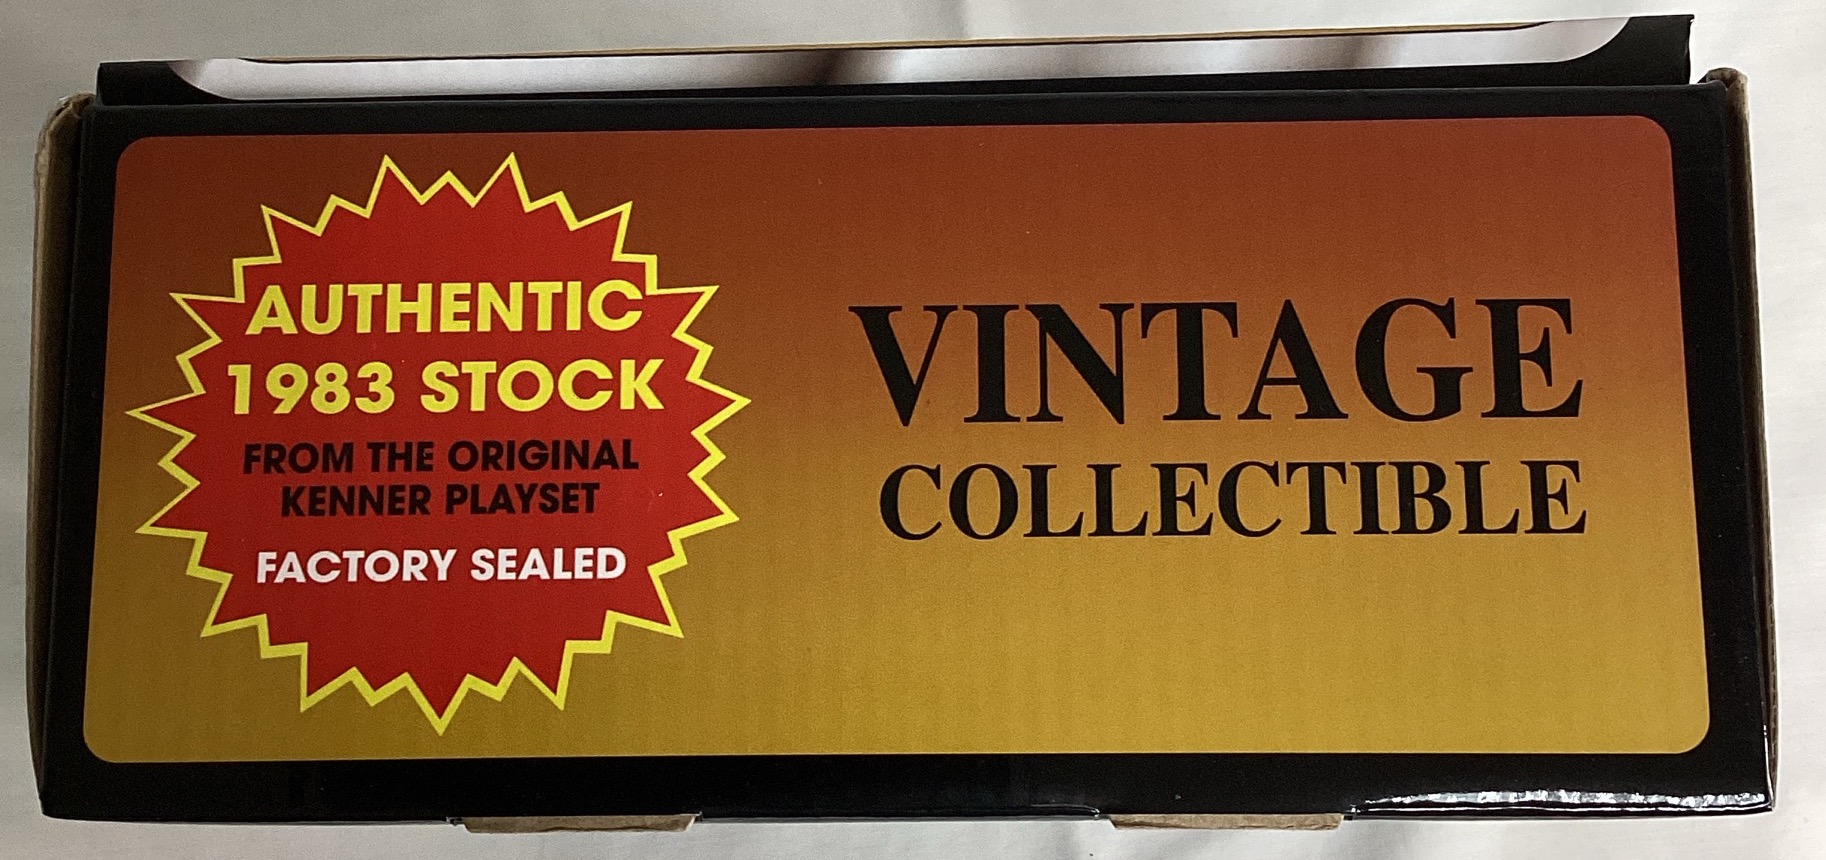 AUTHENTIC
1983 STOCK
FROM THE ORIGINAL
KENNER PLAYSET
FACTORY SEALED
VINTAGE
COLLECTIBLE